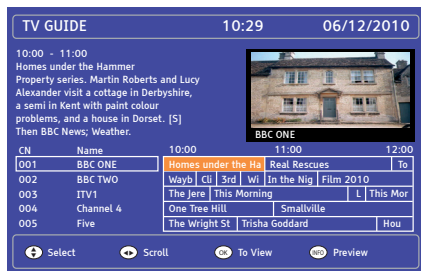 TV GUIDE 10:29 06/12/2010
10:00 - 11:00
Homes under the Hammer
Property series. Martin Roberts and Lucy
Alexander visit a cottage in Derbyshire,
a semi in Kent with paint colour
problems, and a house in Dorset. [S]
Then BBC News; Weather.
BBC ONE
CN Name 10:00 11:00 12:00
001 BBC ONE Homes under the Ha Real Rescues To
002 BBC TWO Wayb Cli 3rd Wi In the Nig Film 2010
003 ITV1 The Jere This Morning L This Mor
004 Channel 4 One Tree Hill Smallville
005 Five The Wright St Trisha Goddard Hou
Select Scroll OK To View INFO Preview